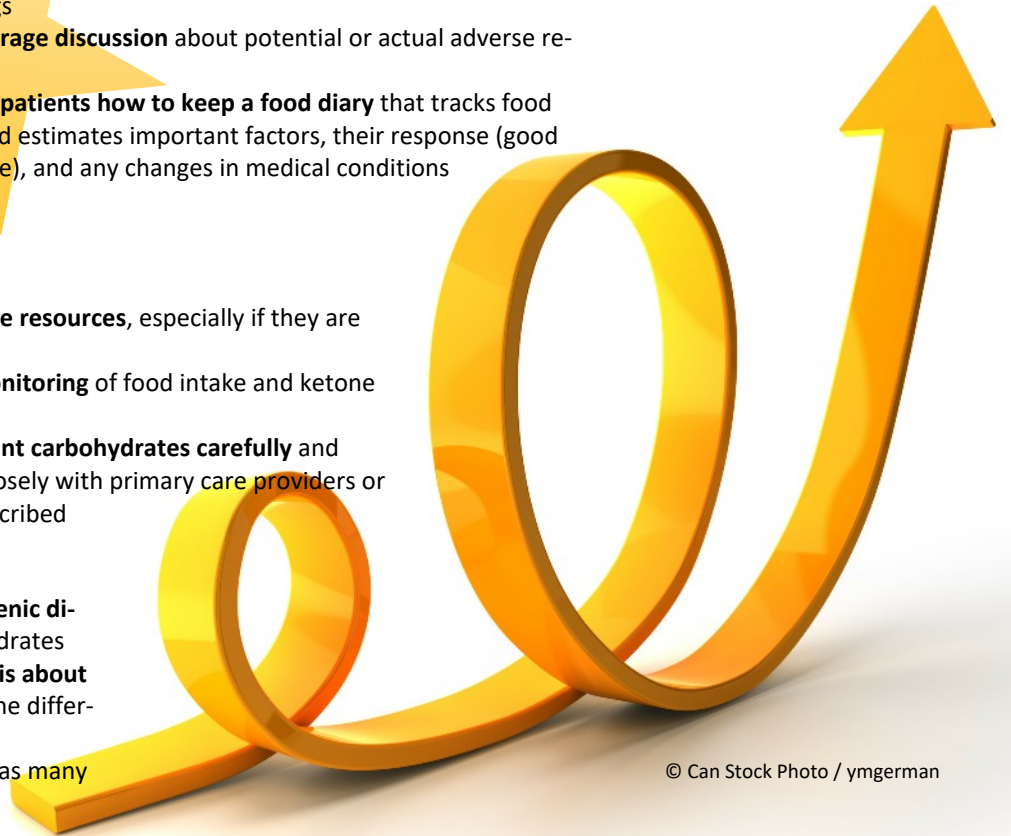 gs
rage discussion about potential or actual adverse re-
patients how to keep a food diary that tracks food
d estimates important factors, their response (good
e), and any changes in medical conditions
e resources, especially if they are
nitoring of food intake and ketone
nt carbohydrates carefully and
osely with primary care providers or
cribed
enic di-
drates
is about
ne differ-
as many
© Can Stock Photo / ymgerman